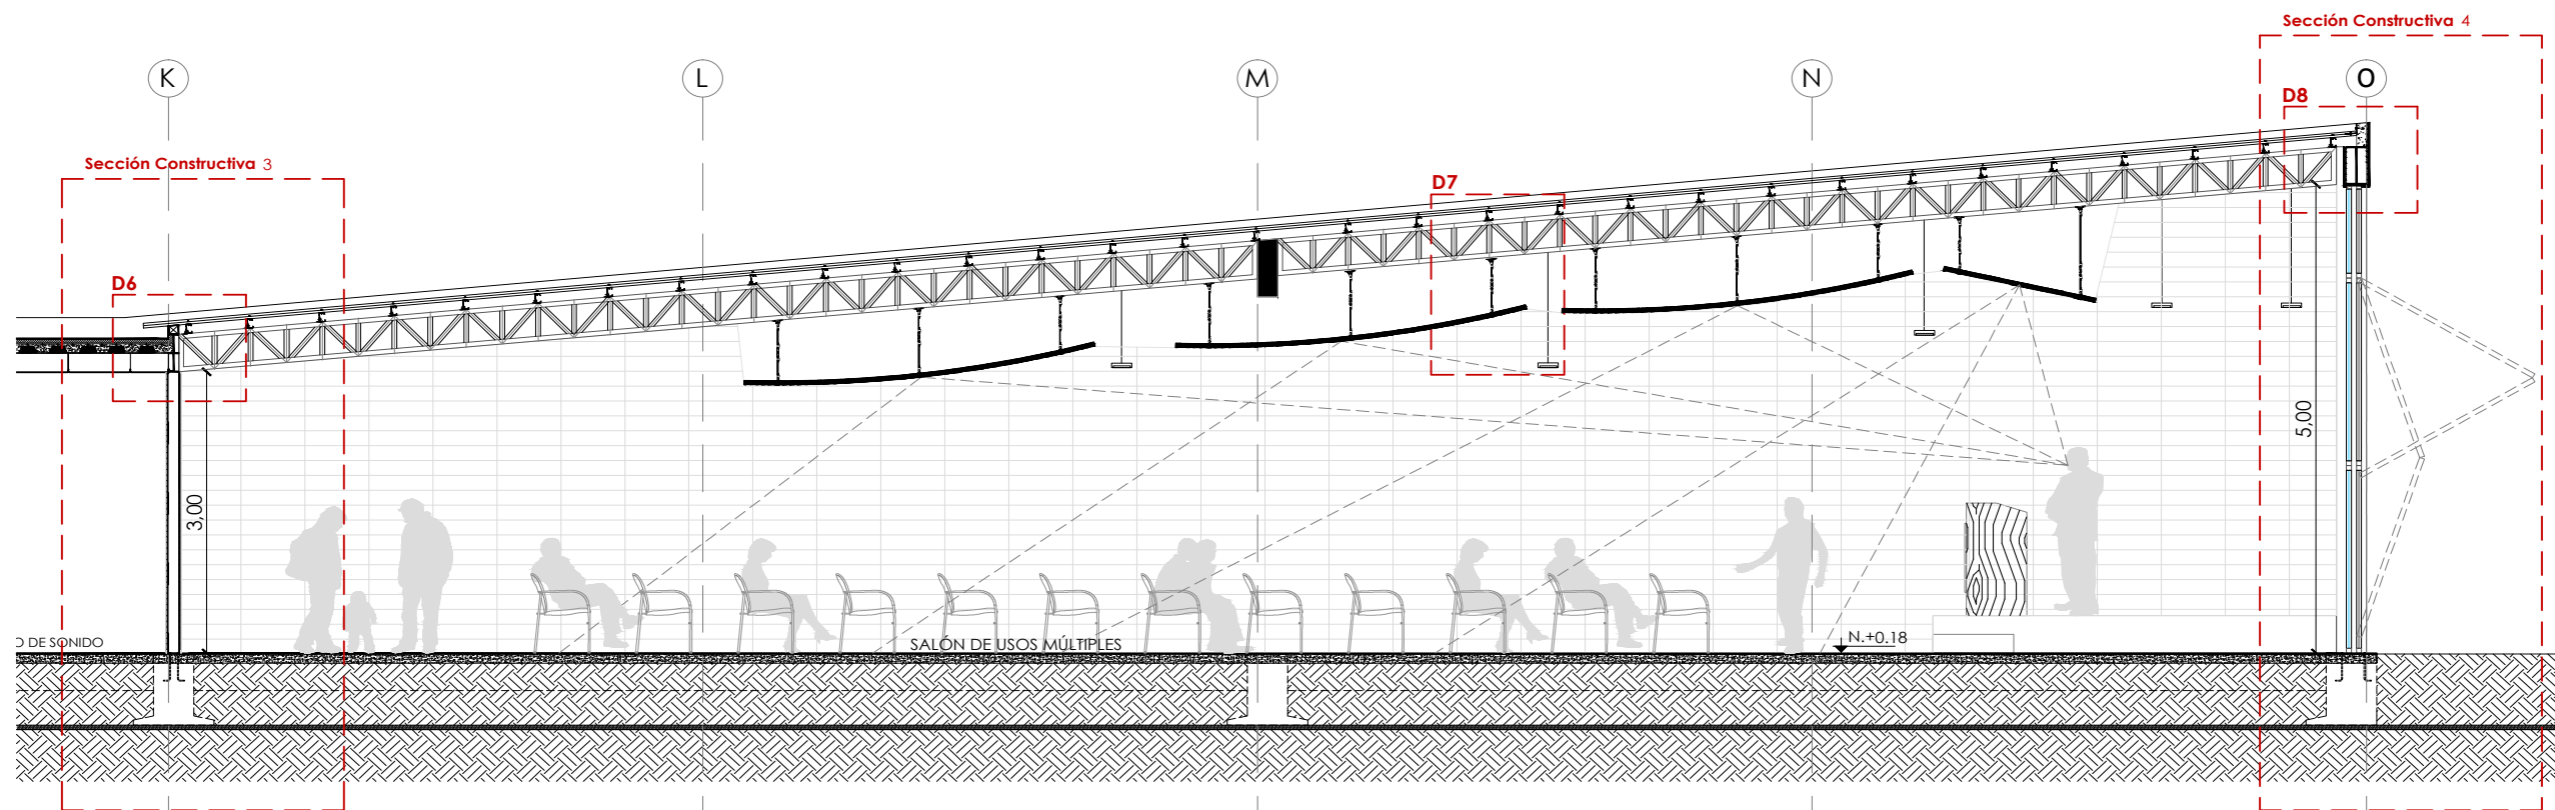 Sección Constructiva 4
K
L
M
N
O
D8
Sección Constructiva 3
D7
D6
5,00
3,00
O DE SONIDO
SALÓN DE USOS MÚLTIPLES
N.+0.18